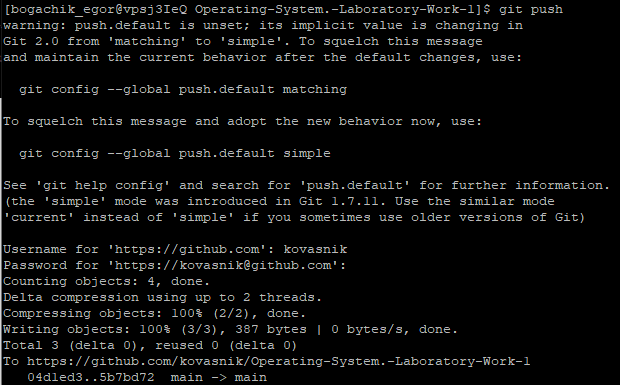 [bogachik_egor@vpsj3IeQ Operating-System.-Laboratory-Work-1]$ git push
warning: push.default is unset; its implicit value is changing in
Git 2.0 from 'matching' to 'simple'. To squelch this message
and maintain the current behavior after the default changes, use:
  git config --global push.default matching
To squelch this message and adopt the new behavior now, use:
  git config --global push.default simple
See 'git help config' and search for 'push.default' for further information.
(the 'simple' mode was introduced in Git 1.7.11. Use the similar mode
'current' instead of 'simple' if you sometimes use older versions of Git)
Username for 'https://github.com': kovasnik
Password for 'https://kovasnik@github.com':
Counting objects: 4, done.
Delta compression using up to 2 threads.
Compressing objects: 100% (2/2), done.
Writing objects: 100% (3/3), 387 bytes | 0 bytes/s, done.
Total 3 (delta 0), reused 0 (delta 0)
To https://github.com/kovasnik/Operating-System.-Laboratory-Work-1
   04d1ed3..5b7bd72  main -> main